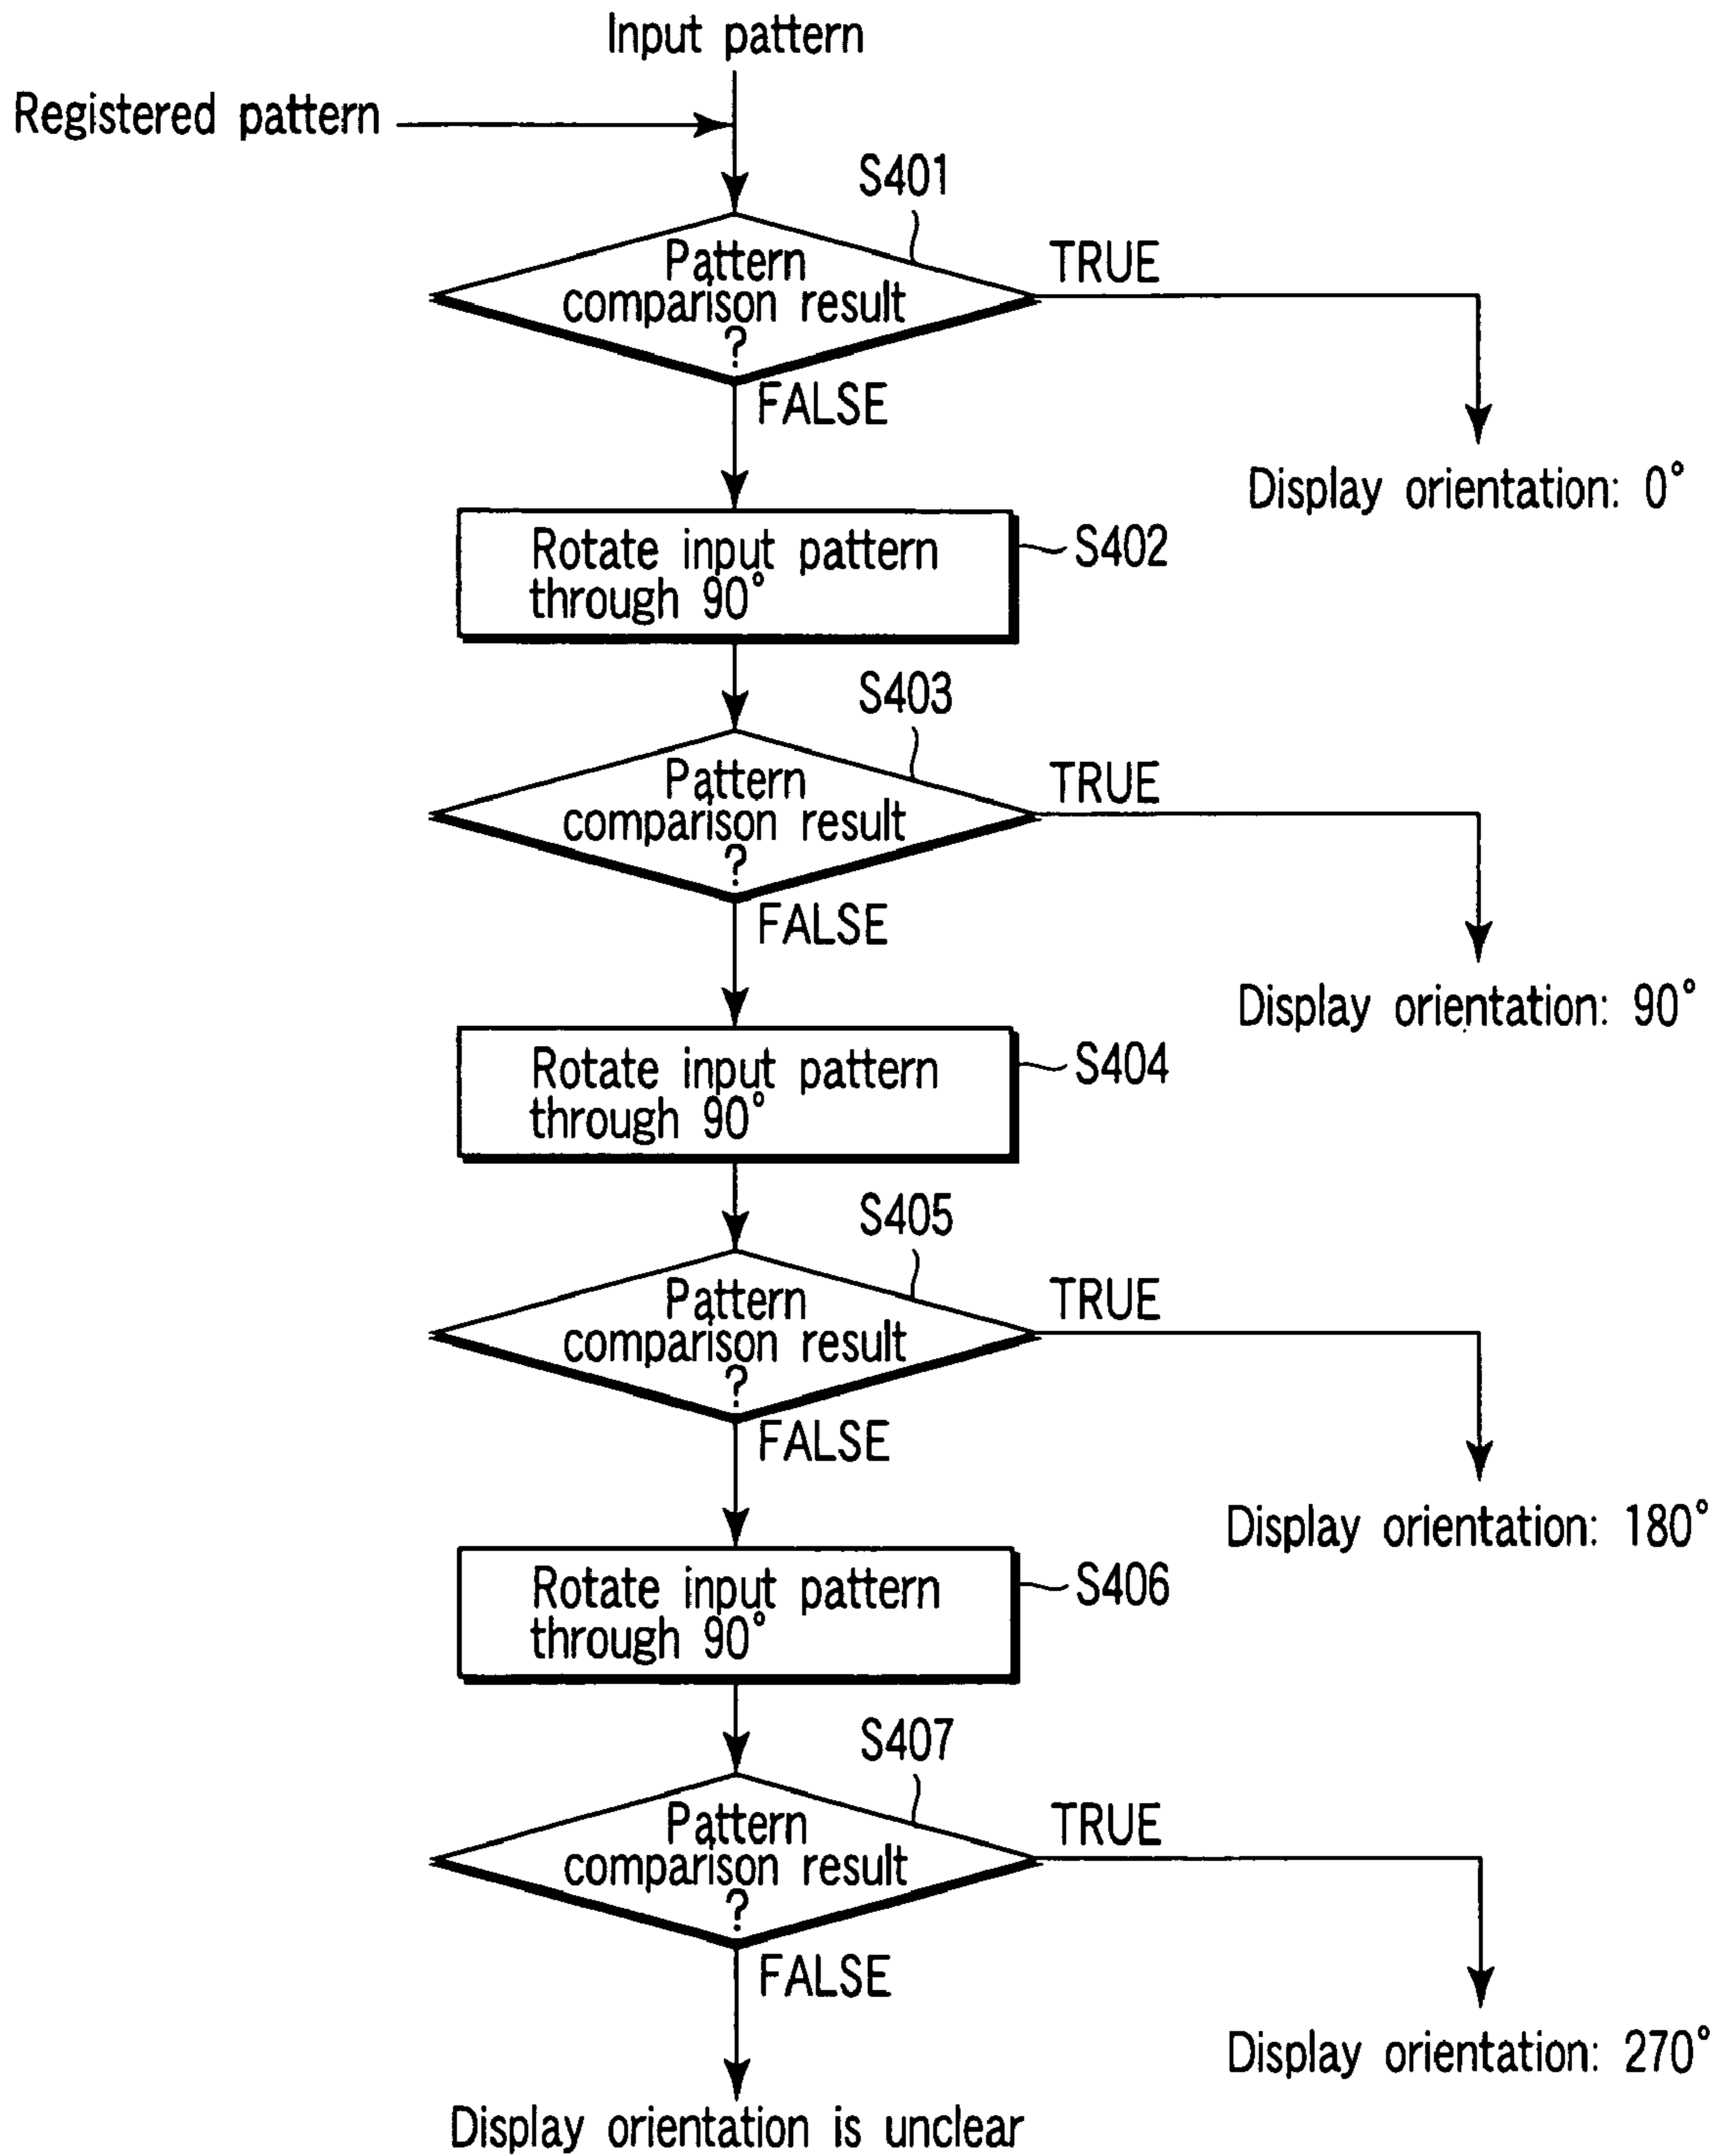 Input pattern
Registered pattern
S401
Pattern
comparison result
?
TRUE
FALSE
Display orientation: 0°
Rotate input pattern
through 90°
S402
S403
Pattern
comparison result
?
TRUE
FALSE
Display orientation: 90°
Rotate input pattern
through 90°
S404
S405
Pattern
comparison result
?
TRUE
FALSE
Display orientation: 180°
Rotate input pattern
through 90°
S406
S407
Pattern
comparison result
?
TRUE
FALSE
Display orientation: 270°
Display orientation is unclear